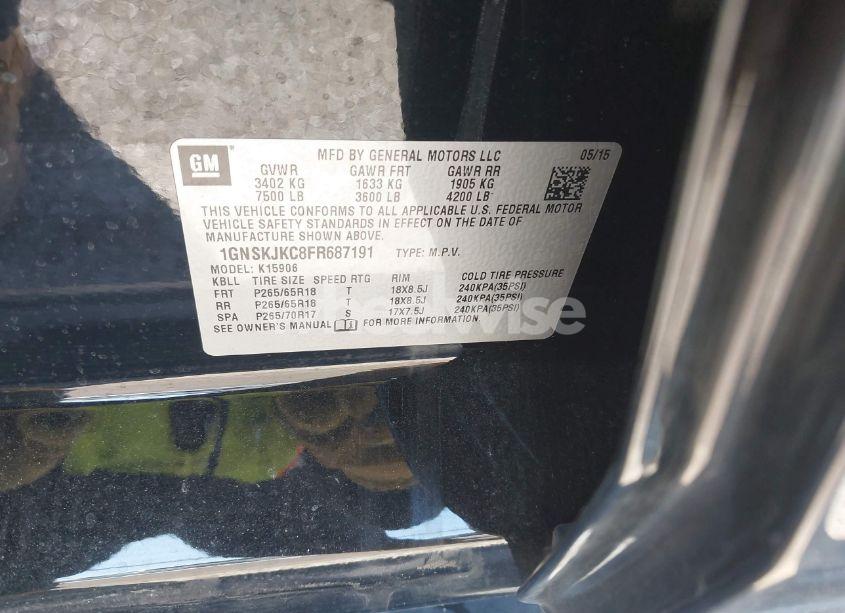 GM
MFD BY GENERAL MOTORS LLC 05/15
GVWR GAWR FRT GAWR RR
3402 KG 1633 KG 1905 KG
7500 LB 3600 LB 4200 LB
THIS VEHICLE CONFORMS TO ALL APPLICABLE U.S. FEDERAL MOTOR
VEHICLE SAFETY STANDARDS IN EFFECT ON THE DATE OF
MANUFACTURE SHOWN ABOVE.
1GNSKJKC8FR687191 TYPE: M.P.V.
MODEL: K15906
KBLL TIRE SIZE SPEED RTG RIM COLD TIRE PRESSURE
FRT P265/65R18 T 18X8.5J 240KPA(35PSI)
RR P265/65R18 T 18X8.5J 240KPA(35PSI)
SPA P265/70R17 S 17X7.5J 240KPA(35PSI)
SEE OWNER'S MANUAL FOR MORE INFORMATION.